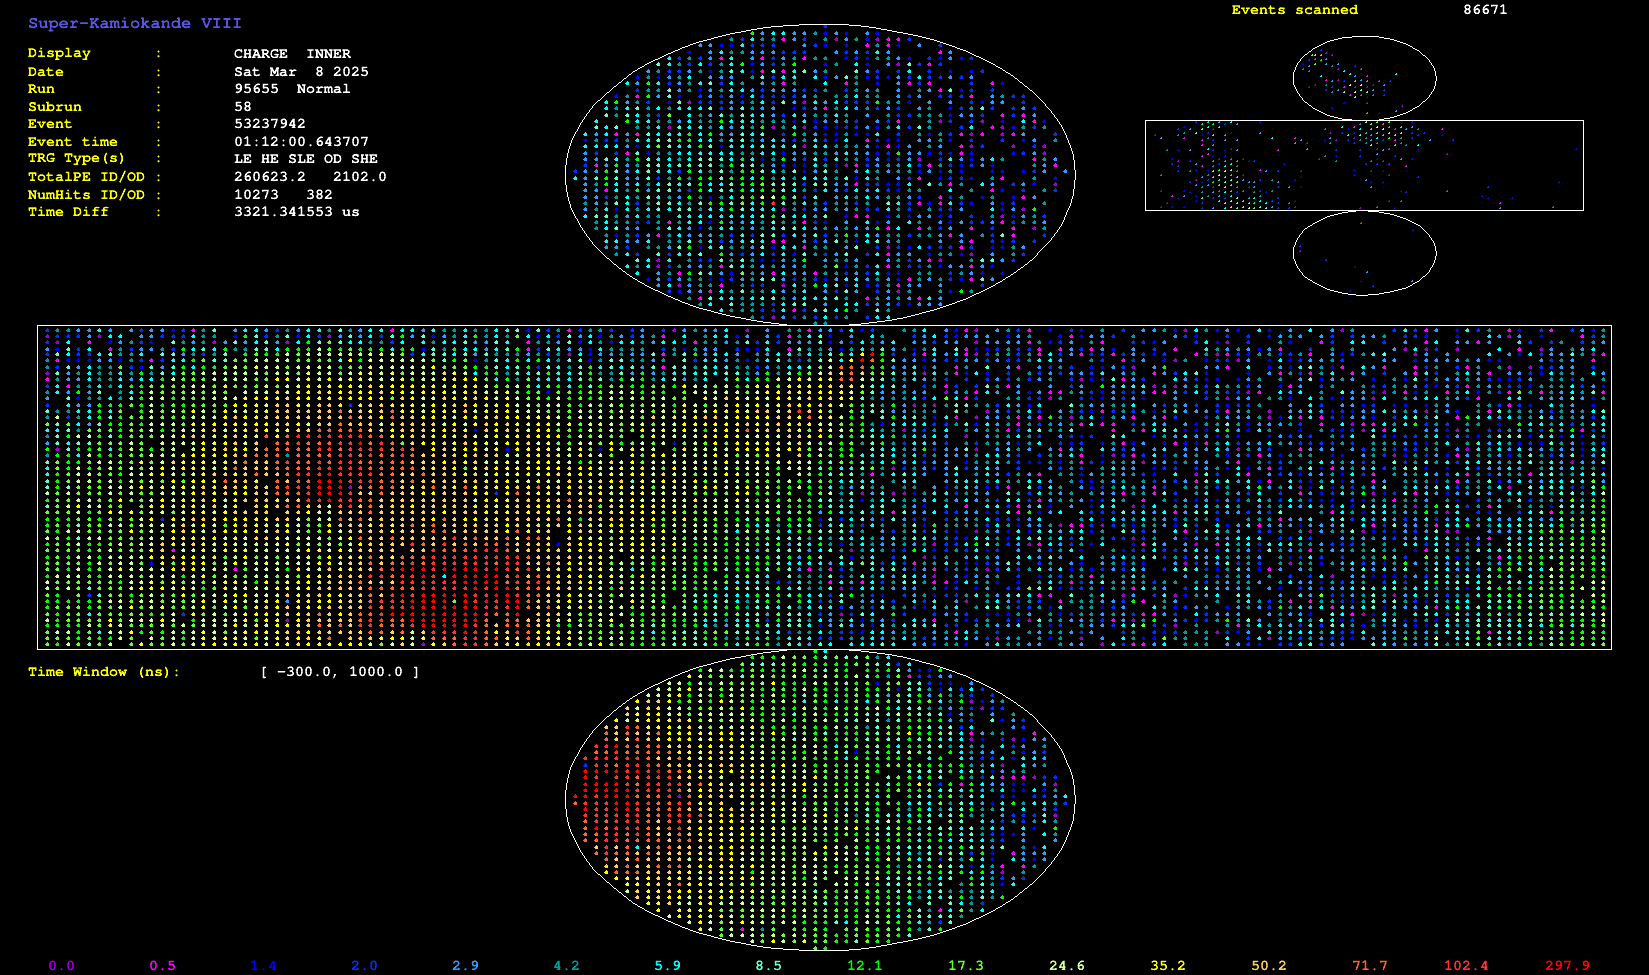 Super-Kamiokande VIII
Events scanned 86671
Display : CHARGE INNER
Date : Sat Mar 8 2025
Run : 95655 Normal
Subrun : 58
Event : 53237942
Event time : 01:12:00.643707
TRG Type(s) : LE HE SLE OD SHE
TotalPE ID/OD : 260623.2 2102.0
NumHits ID/OD : 10273 382
Time Diff : 3321.341553 us
Time Window (ns): [ -300.0, 1000.0 ]
0.0 0.5 1.4 2.0 2.9 4.2 5.9 8.5 12.1 17.3 24.6 35.2 50.2 71.7 102.4 297.9